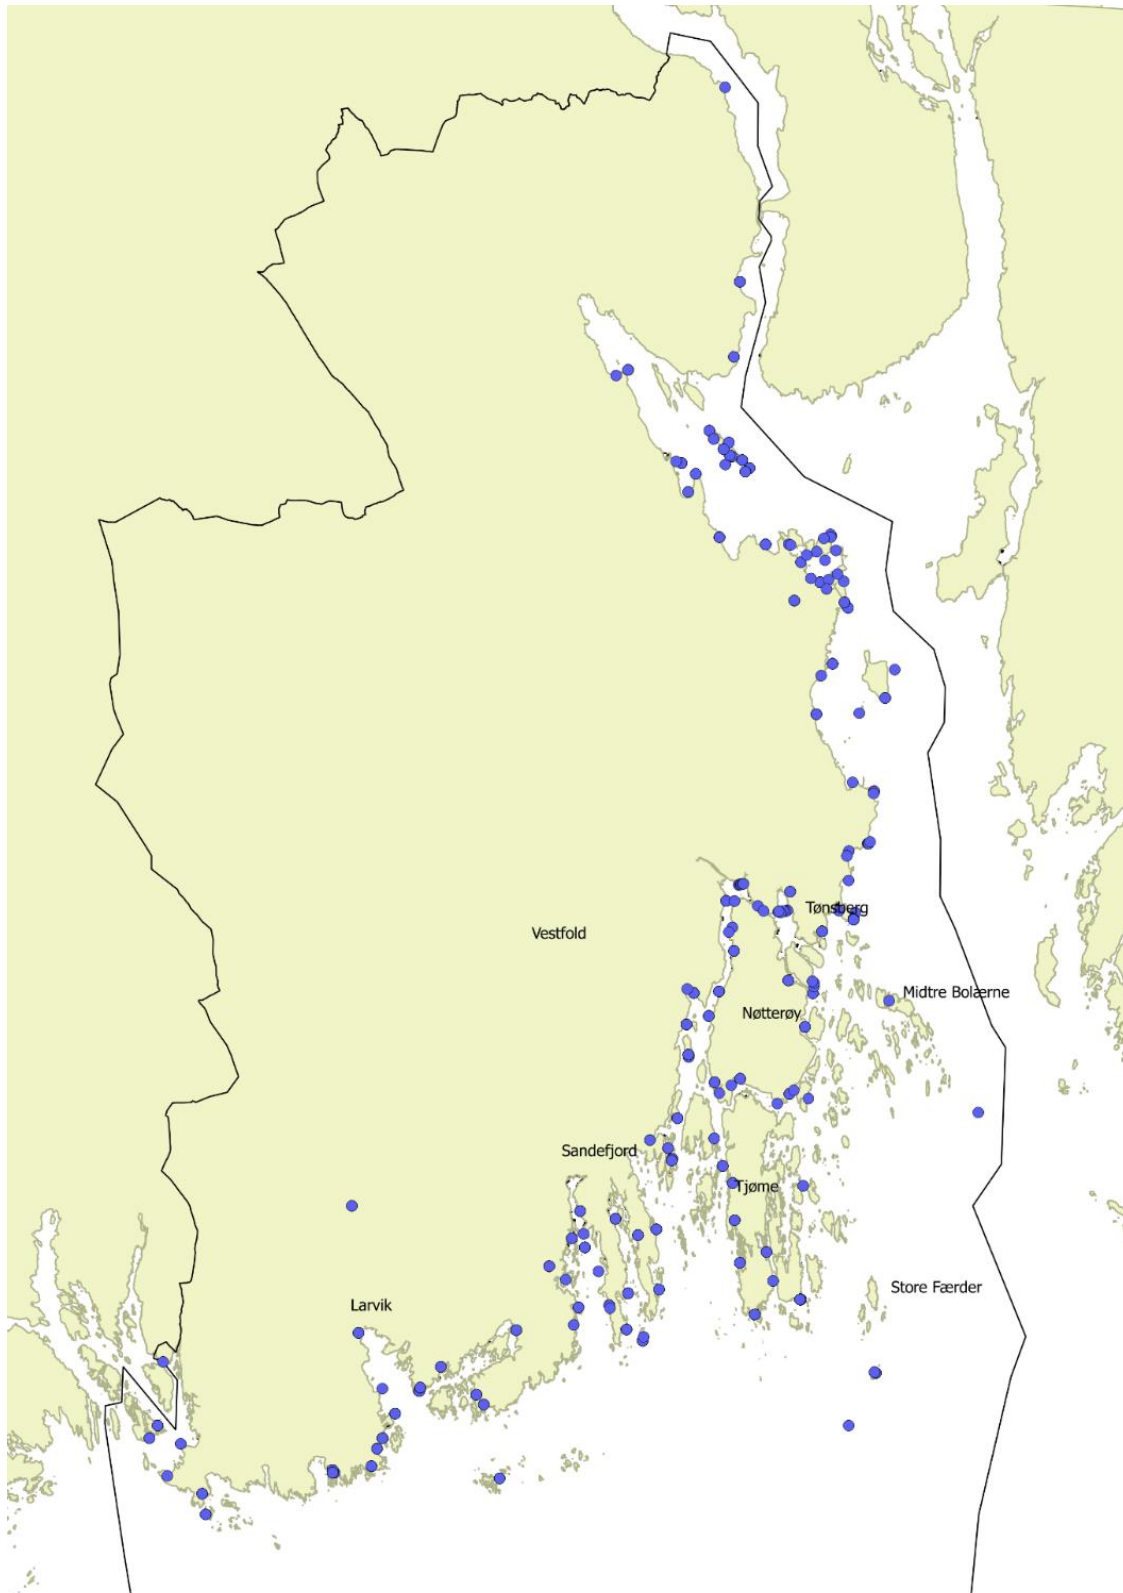 Tønsberg
Vestfold
Midtre Bolærne
Nøtterøy
Sandefjord
Tjøme
Store Færder
Larvik